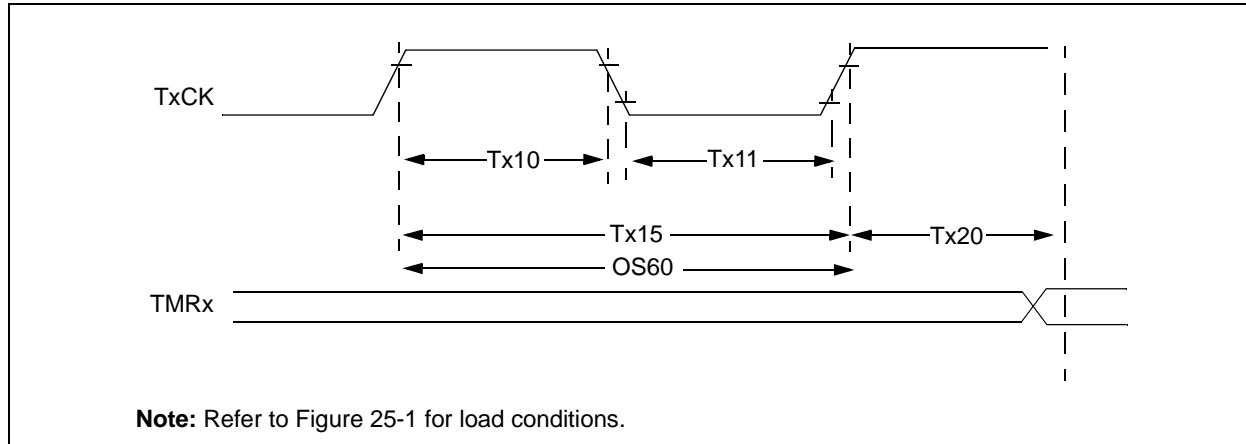 TxCK
Tx10
Tx11
Tx15
Tx20
OS60
TMRx
Note: Refer to Figure 25-1 for load conditions.